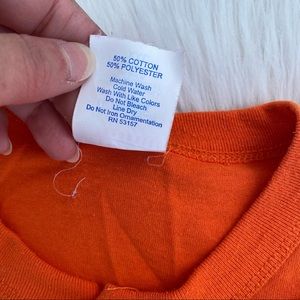 50% COTTON
50% POLYESTER
Machine Wash
Cold Water
Wash With Like Colors
Do Not Bleach
Line Dry
Do Not Iron Ornamentation
RN 53157